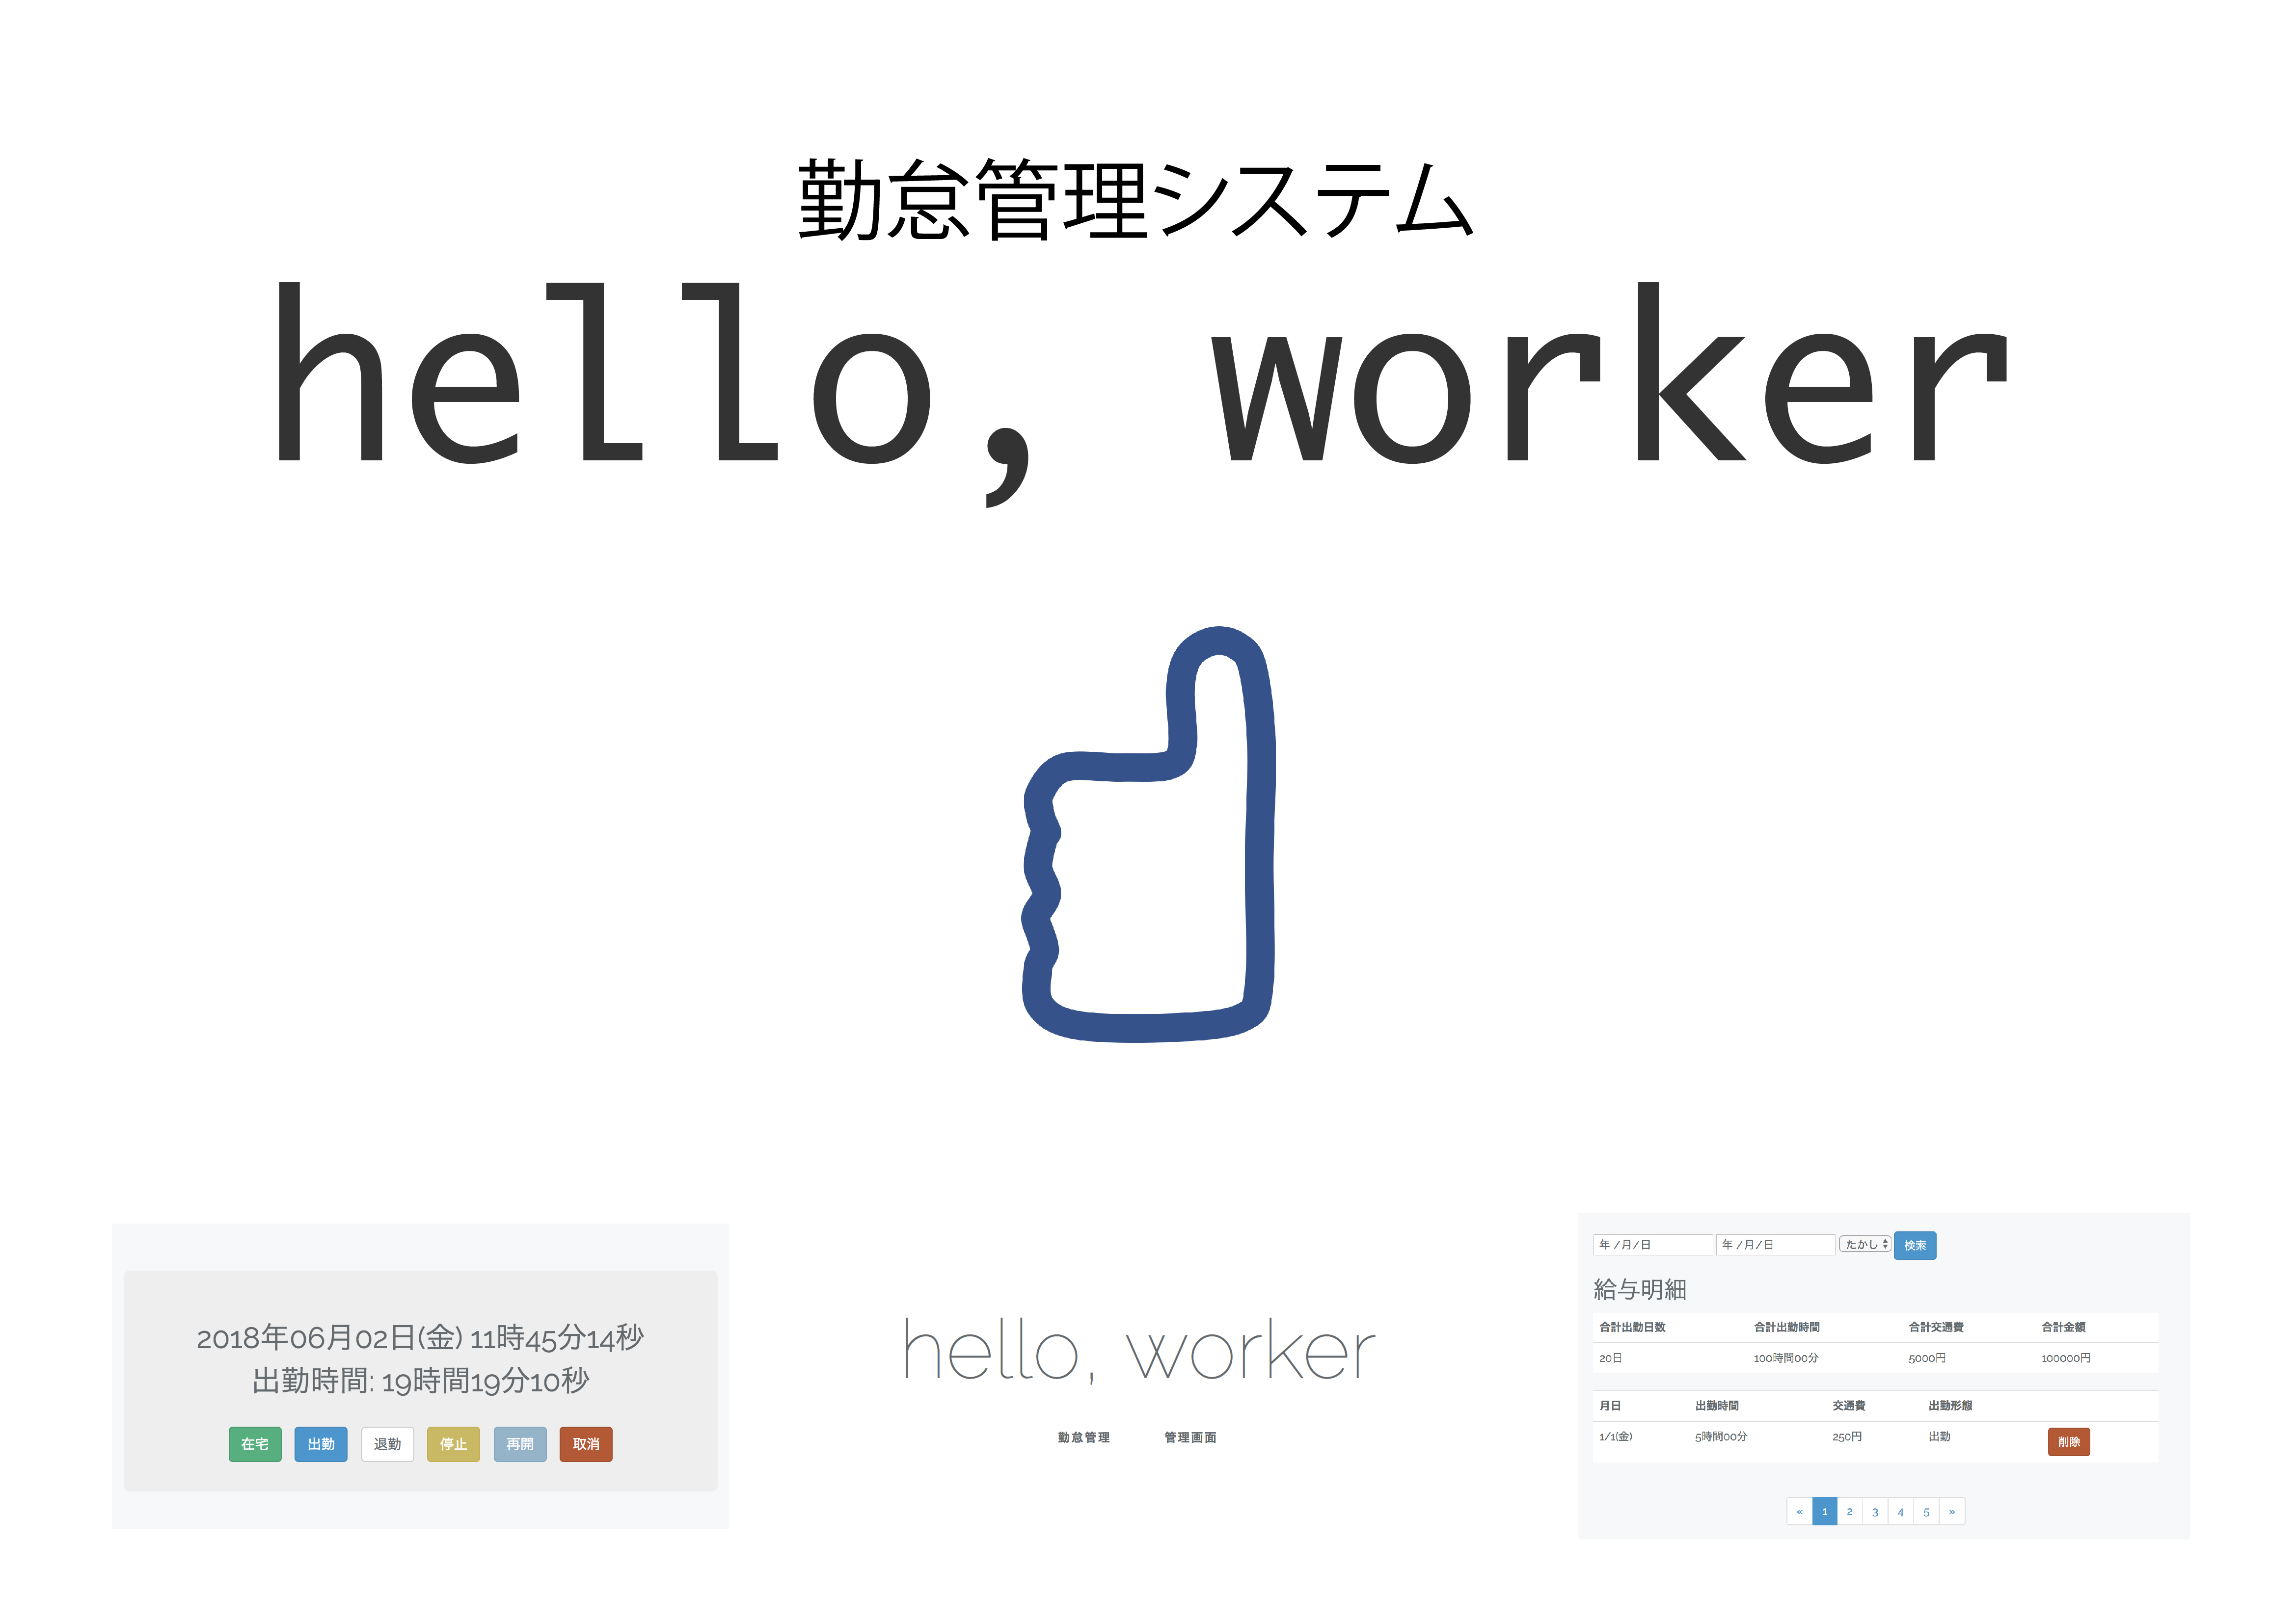 勤怠管理システム
hello, worker
2018年06月02日(金) 11時45分14秒
出勤時間: 19時間19分10秒
在宅 出勤 退勤 停止 再開 取消
hello, worker
勤怠管理 管理画面
年 /月/日 年 /月/日 たかし 検索
給与明細
合計出勤日数 合計出勤時間 合計交通費 合計金額
20日 100時間00分 5000円 100000円
月日 出勤時間 交通費 出勤形態
1/1(金) 5時間00分 250円 出勤 削除
« 1 2 3 4 5 »